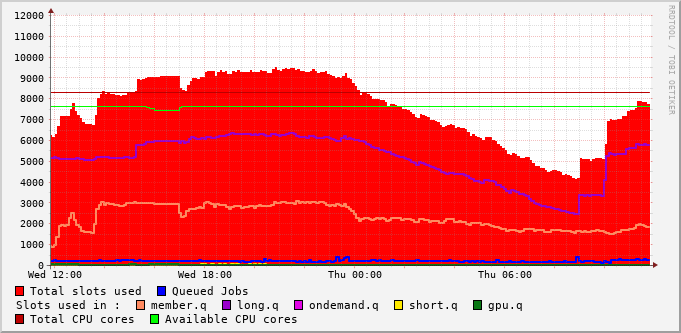 12000
11000
10000
9000
8000
7000
6000
5000
4000
3000
2000
1000
0
Wed 12:00 Wed 18:00 Thu 00:00 Thu 06:00
Total slots used Queued Jobs
Slots used in : member.q long.q ondemand.q short.q gpu.q
Total CPU cores Available CPU cores
RRDTOOL / TOBI OETIKER